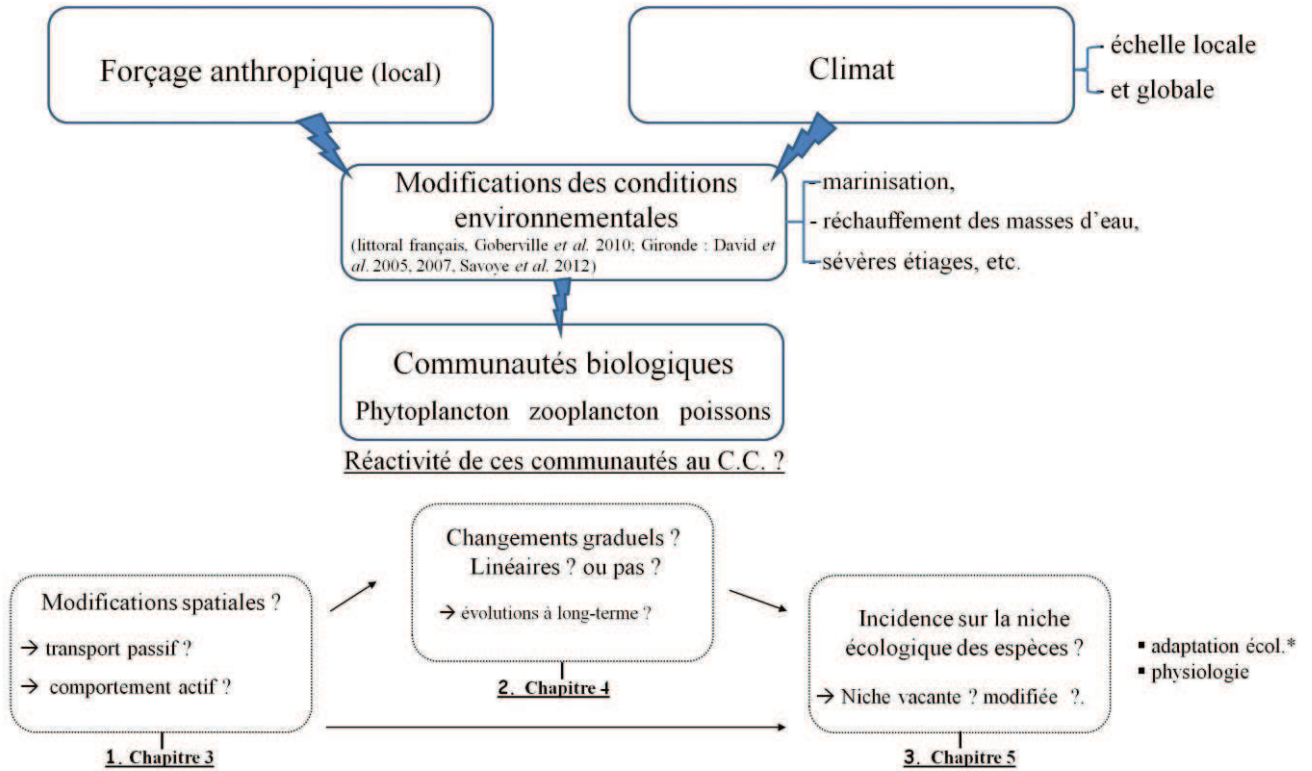 Forçage anthropique (local)
Climat
- échelle locale
- et globale
Modifications des conditions
environnementales
(littoral français, Goberville et al. 2010; Gironde : David et
al. 2005, 2007, Savoye et al. 2012)
- marinisation,
- réchauffement des masses d'eau,
- sévères étiages, etc.
Communautés biologiques
Phytoplancton zooplancton poissons
Réactivité de ces communautés au C.C. ?
Modifications spatiales ?
→ transport passif ?
→ comportement actif ?
1. Chapitre 3
Changements graduels ?
Linéaires ? ou pas ?
→ évolutions à long-terme ?
2. Chapitre 4
Incidence sur la niche
écologique des espèces ?
→ Niche vacante ? modifiée ?.
3. Chapitre 5
▪ adaptation écol.*
▪ physiologie